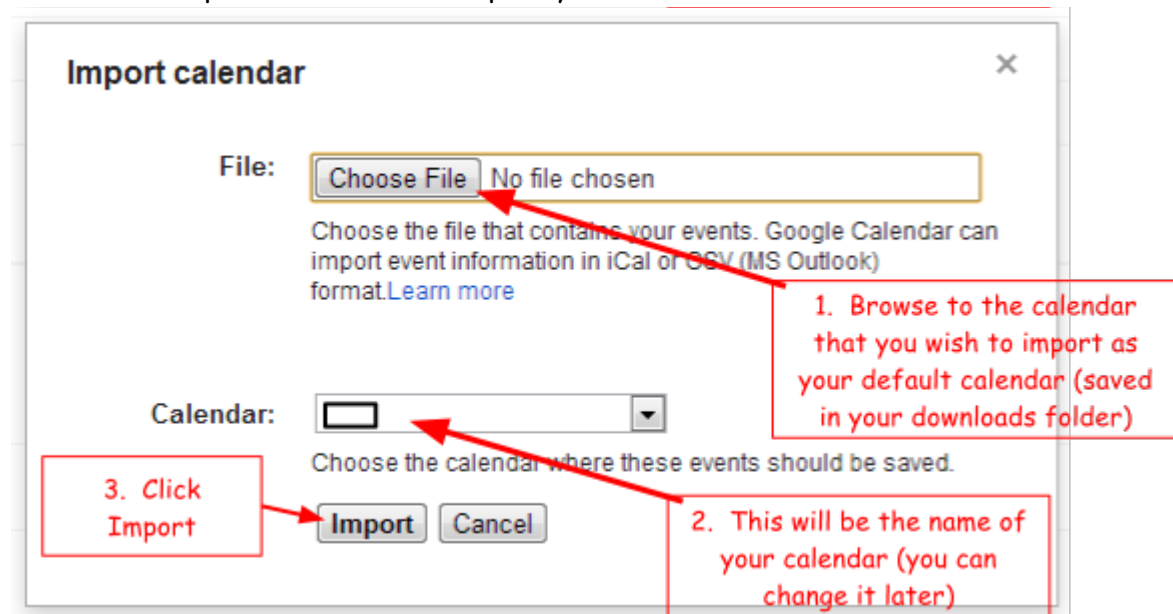 Import calendar
×
File:
Choose File No file chosen
Choose the file that contains your events. Google Calendar can
import event information in iCal or CSV (MS Outlook)
format.Learn more
1. Browse to the calendar
that you wish to import as
your default calendar (saved
in your downloads folder)
Calendar:
Choose the calendar where these events should be saved.
3. Click
Import
Import Cancel
2. This will be the name of
your calendar (you can
change it later)